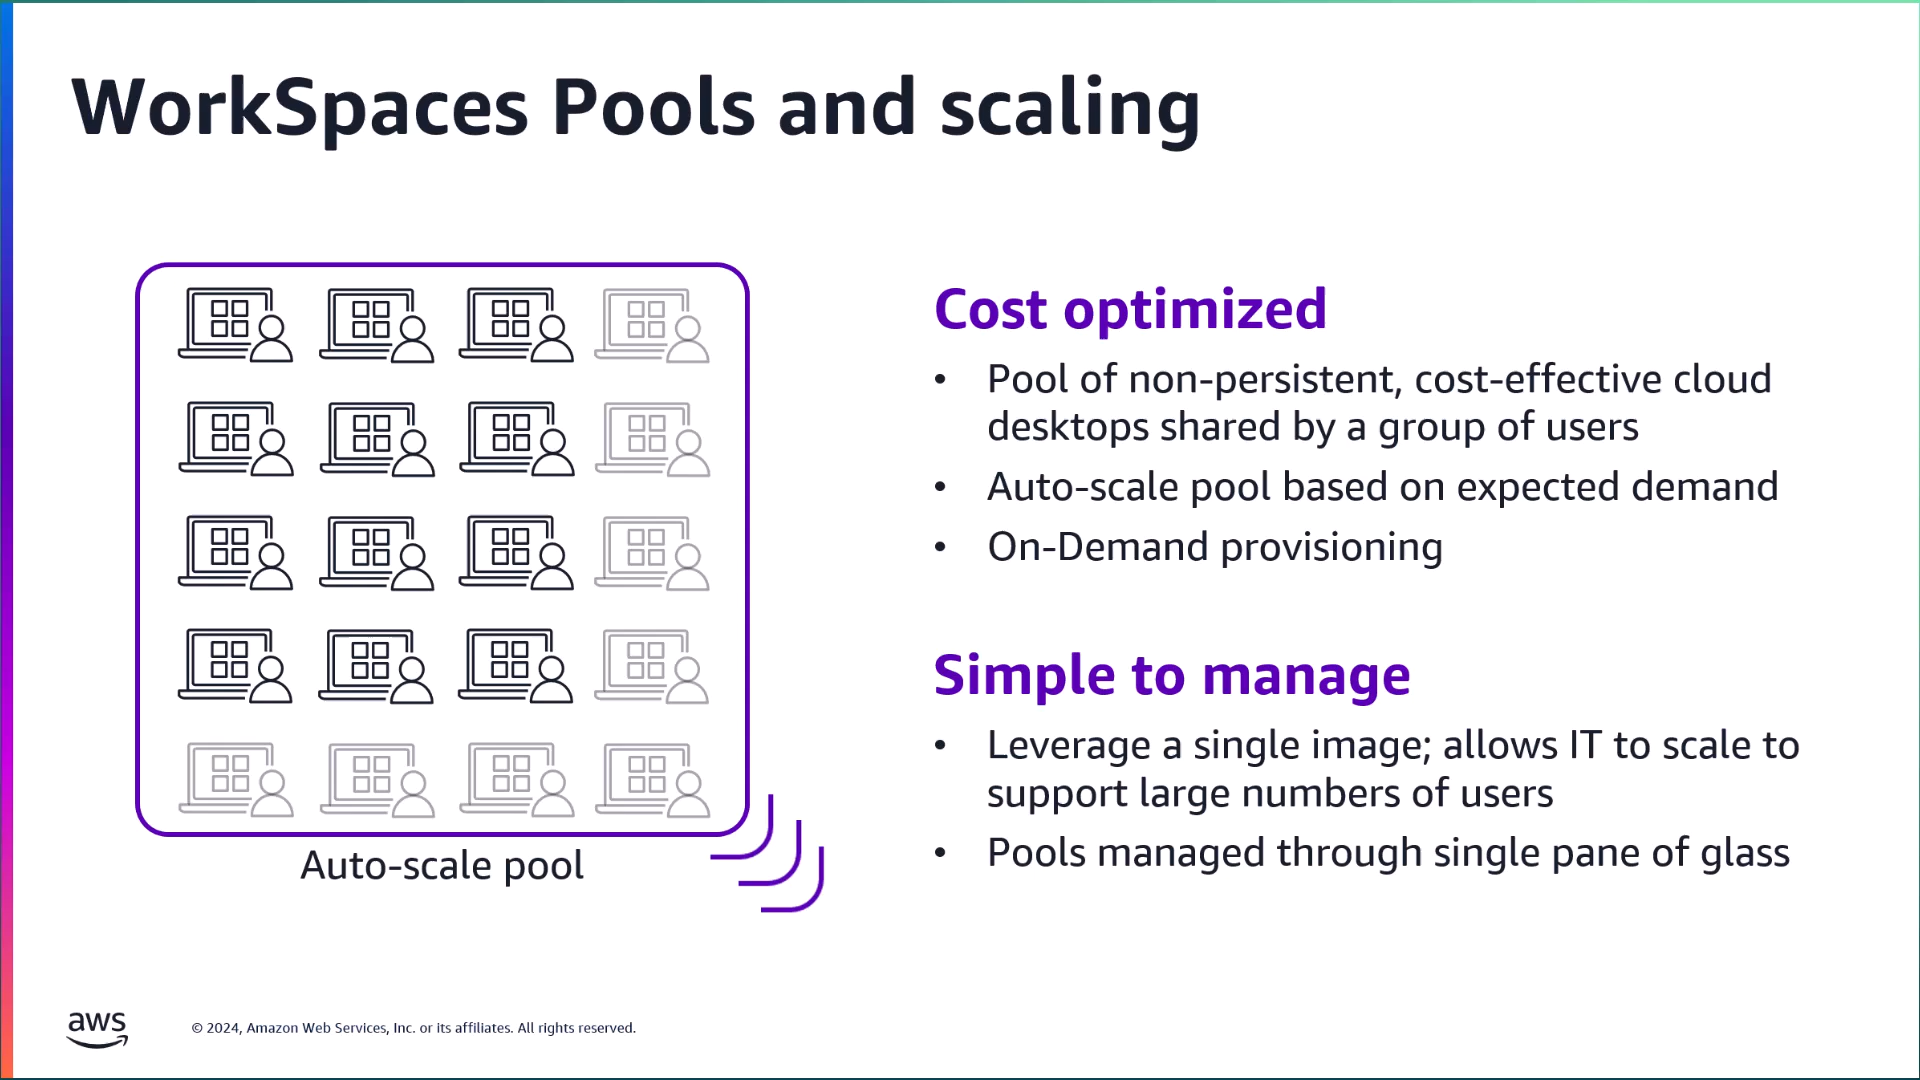 WorkSpaces Pools and scaling
Auto-scale pool
Cost optimized
• Pool of non-persistent, cost-effective cloud
desktops shared by a group of users
• Auto-scale pool based on expected demand
• On-Demand provisioning
Simple to manage
• Leverage a single image; allows IT to scale to
support large numbers of users
• Pools managed through single pane of glass
aws
© 2024, Amazon Web Services, Inc. or its affiliates. All rights reserved.